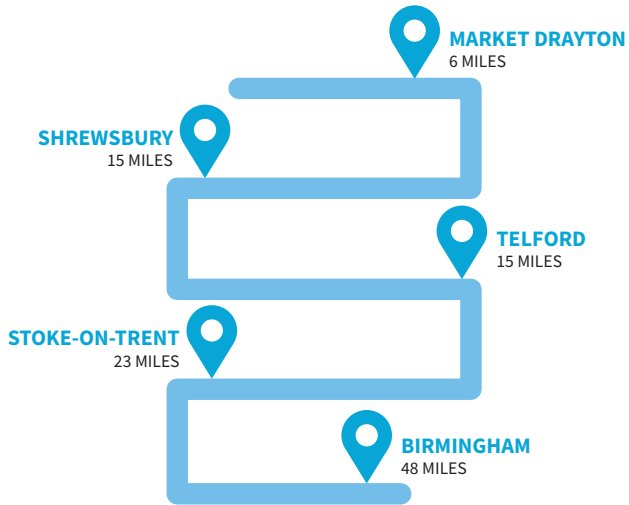 MARKET DRAYTON
6 MILES
SHREWSBURY
15 MILES
TELFORD
15 MILES
STOKE-ON-TRENT
23 MILES
BIRMINGHAM
48 MILES